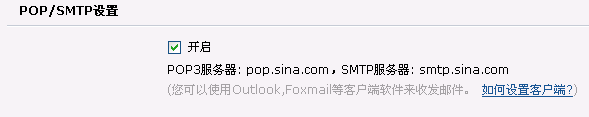 POP/SMTP设置
开启
POP3服务器: pop.sina.com，SMTP服务器: smtp.sina.com
(您可以使用Outlook,Foxmail等客户端软件来收发邮件。 如何设置客户端?)